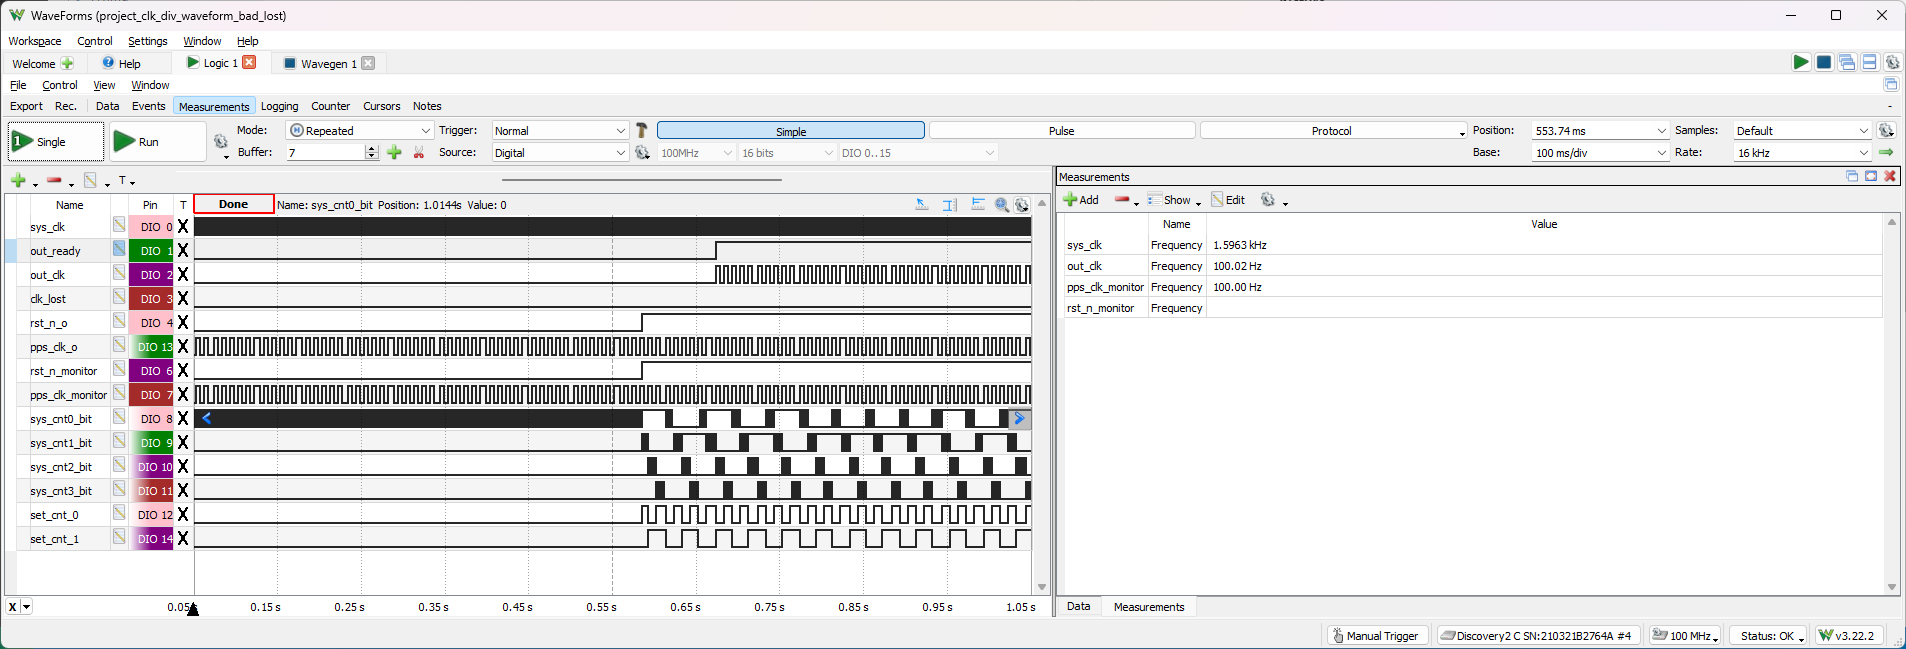 WaveForms (project_clk_div_waveform_bad_lost)
Workspace Control Settings Window Help
Welcome Help Logic 1 Wavegen 1
File Control View Window
Export Rec. Data Events Measurements Logging Counter Cursors Notes
Single Run Mode: Repeated Trigger: Normal Simple Pulse Protocol Position: 553.74 ms Samples: Default
Buffer: 7 Source: Digital 100MHz 16 bits DIO 0..15 Base: 100 ms/div Rate: 16 kHz
T
Measurements
Name Pin T Done Name: sys_cnt0_bit Position: 1.0144s Value: 0
Add Show Edit
Name Value
sys_clk DIO 0 X
out_ready DIO 1 X
out_clk DIO 2 X
clk_lost DIO 3 X
rst_n_o DIO 4 X
pps_clk_o DIO 13 X
rst_n_monitor DIO 6 X
pps_clk_monitor DIO 7 X
sys_cnt0_bit DIO 8 X
sys_cnt1_bit DIO 9 X
sys_cnt2_bit DIO 10 X
sys_cnt3_bit DIO 11 X
set_cnt_0 DIO 12 X
set_cnt_1 DIO 14 X
sys_clk Frequency 1.5963 kHz
out_clk Frequency 100.02 Hz
pps_clk_monitor Frequency 100.00 Hz
rst_n_monitor Frequency
X 0.05 s 0.15 s 0.25 s 0.35 s 0.45 s 0.55 s 0.65 s 0.75 s 0.85 s 0.95 s 1.05 s
Data Measurements
Manual Trigger Discovery2 C SN:210321B2764A #4 100 MHz Status: OK v3.22.2